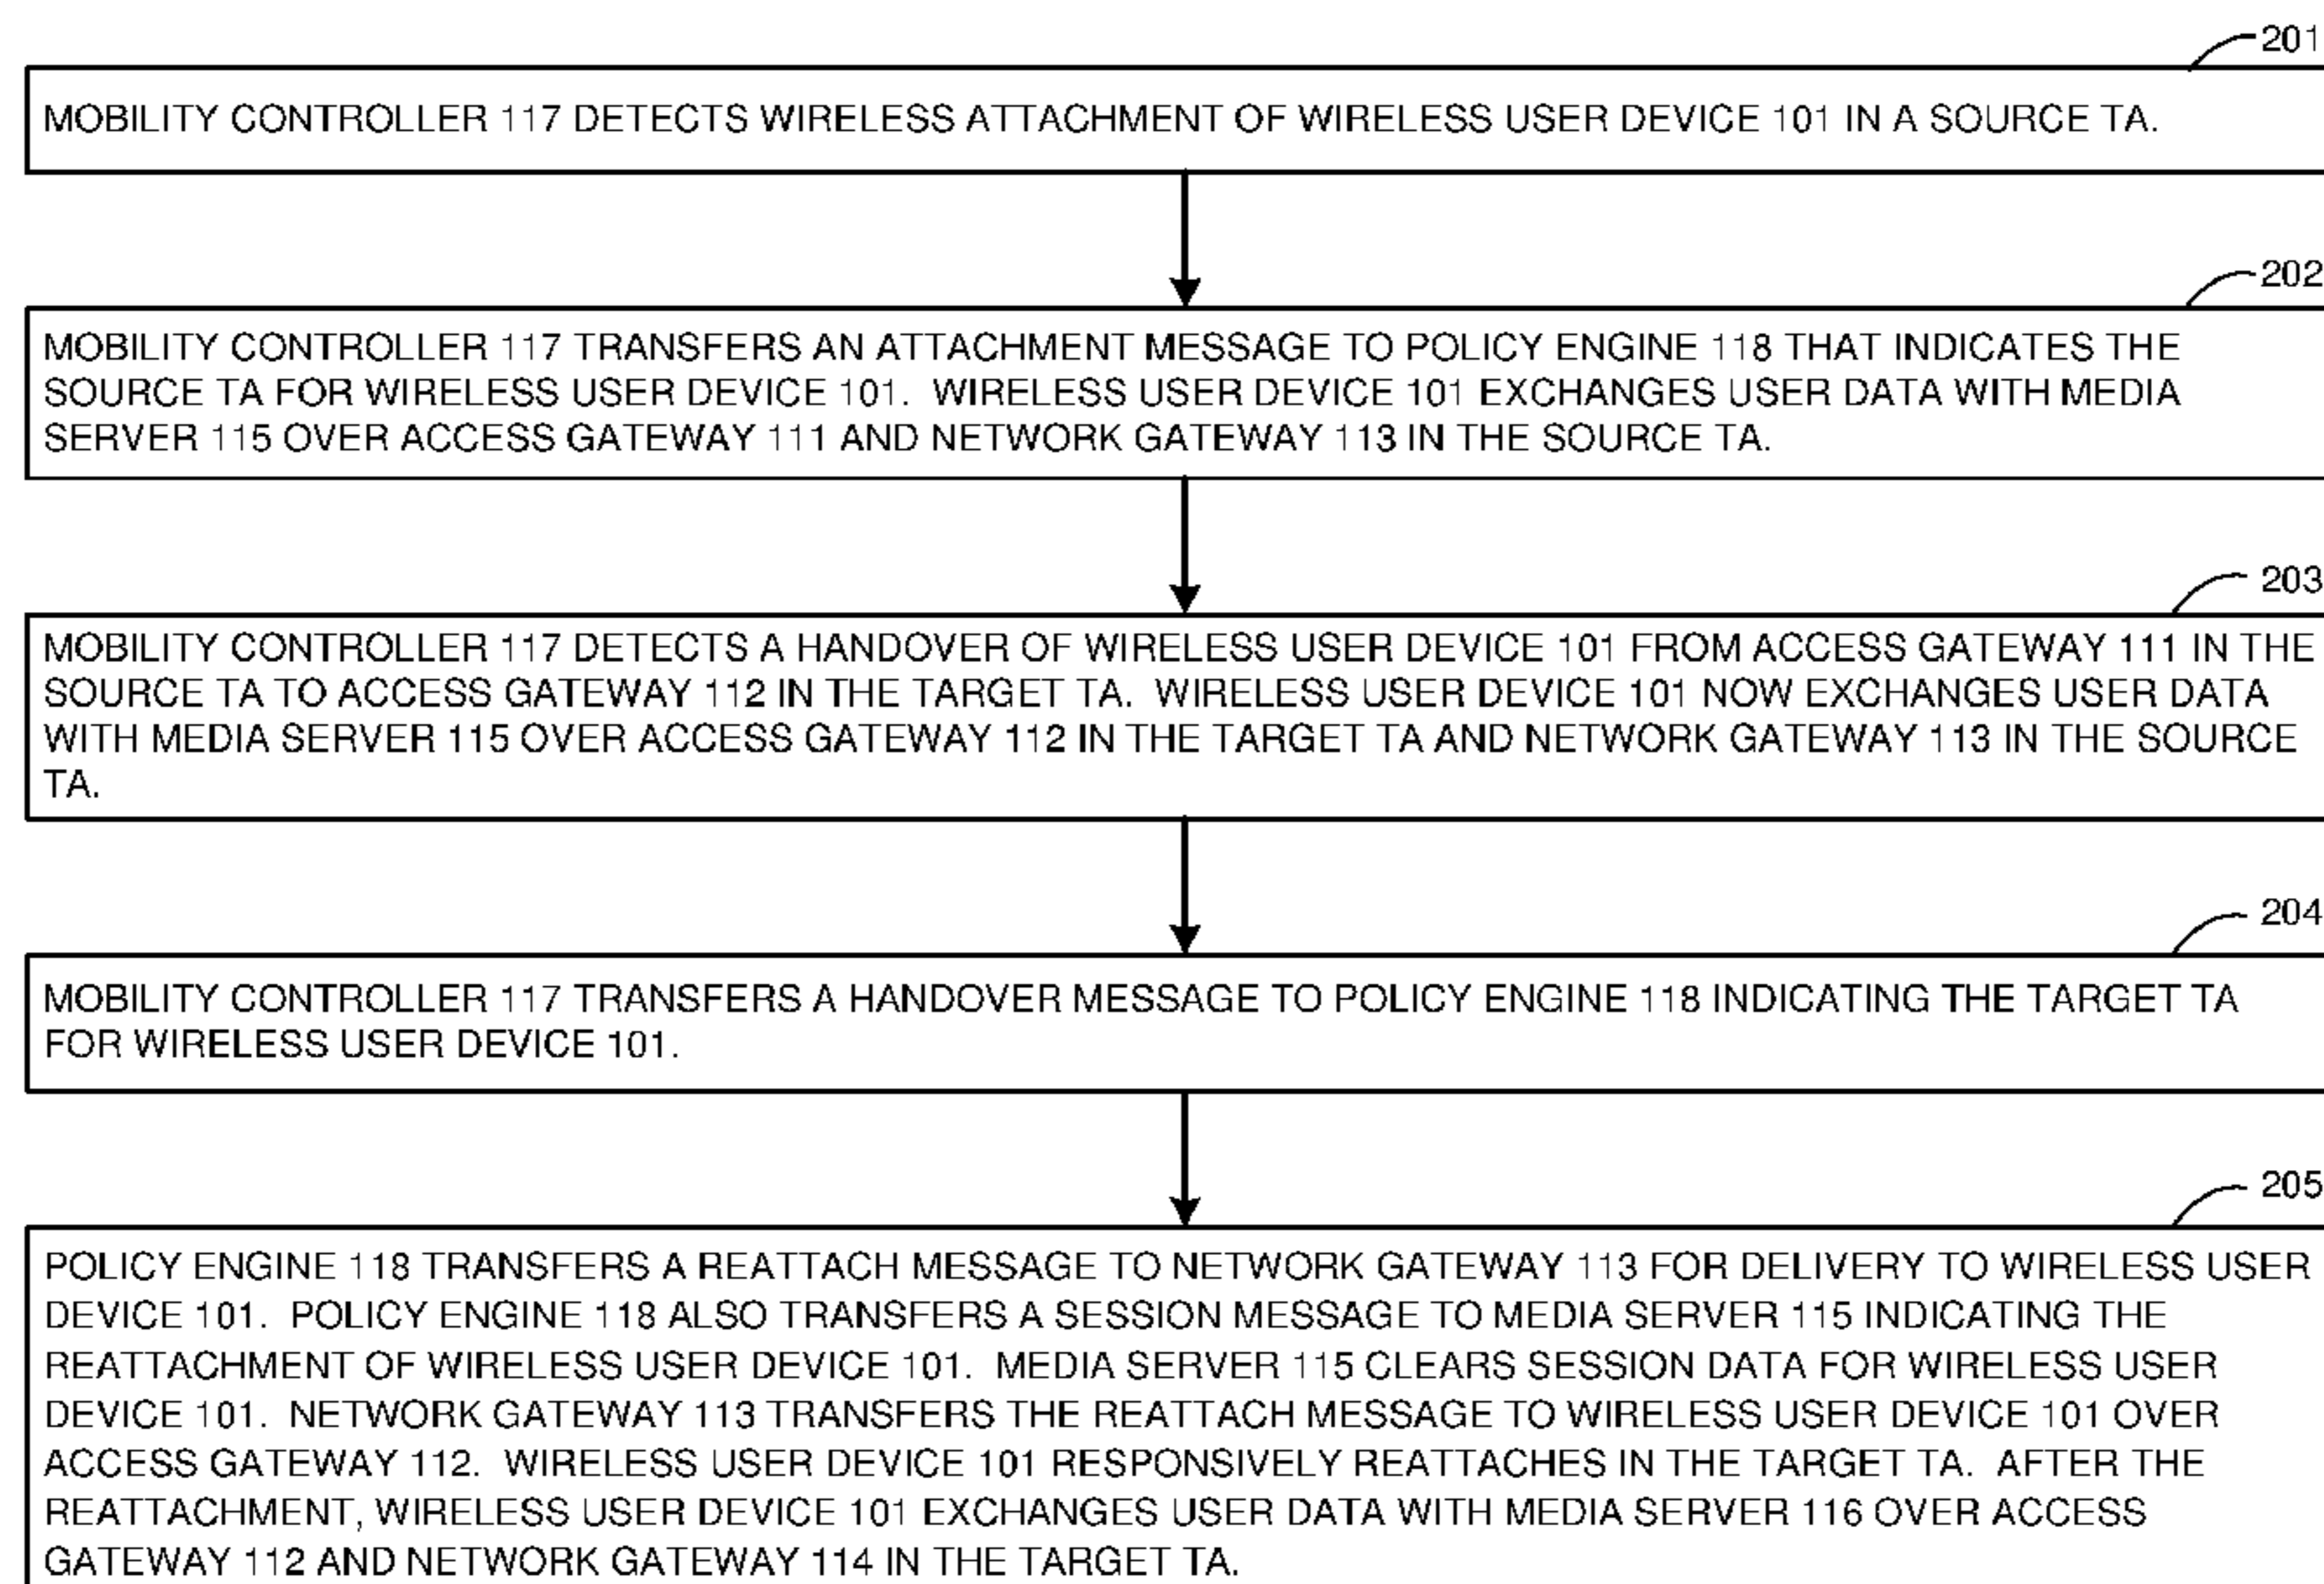 201
MOBILITY CONTROLLER 117 DETECTS WIRELESS ATTACHMENT OF WIRELESS USER DEVICE 101 IN A SOURCE TA.
202
MOBILITY CONTROLLER 117 TRANSFERS AN ATTACHMENT MESSAGE TO POLICY ENGINE 118 THAT INDICATES THE
SOURCE TA FOR WIRELESS USER DEVICE 101. WIRELESS USER DEVICE 101 EXCHANGES USER DATA WITH MEDIA
SERVER 115 OVER ACCESS GATEWAY 111 AND NETWORK GATEWAY 113 IN THE SOURCE TA.
203
MOBILITY CONTROLLER 117 DETECTS A HANDOVER OF WIRELESS USER DEVICE 101 FROM ACCESS GATEWAY 111 IN THE
SOURCE TA TO ACCESS GATEWAY 112 IN THE TARGET TA. WIRELESS USER DEVICE 101 NOW EXCHANGES USER DATA
WITH MEDIA SERVER 115 OVER ACCESS GATEWAY 112 IN THE TARGET TA AND NETWORK GATEWAY 113 IN THE SOURCE
TA.
204
MOBILITY CONTROLLER 117 TRANSFERS A HANDOVER MESSAGE TO POLICY ENGINE 118 INDICATING THE TARGET TA
FOR WIRELESS USER DEVICE 101.
205
POLICY ENGINE 118 TRANSFERS A REATTACH MESSAGE TO NETWORK GATEWAY 113 FOR DELIVERY TO WIRELESS USER
DEVICE 101. POLICY ENGINE 118 ALSO TRANSFERS A SESSION MESSAGE TO MEDIA SERVER 115 INDICATING THE
REATTACHMENT OF WIRELESS USER DEVICE 101. MEDIA SERVER 115 CLEARS SESSION DATA FOR WIRELESS USER
DEVICE 101. NETWORK GATEWAY 113 TRANSFERS THE REATTACH MESSAGE TO WIRELESS USER DEVICE 101 OVER
ACCESS GATEWAY 112. WIRELESS USER DEVICE 101 RESPONSIVELY REATTACHES IN THE TARGET TA. AFTER THE
REATTACHMENT, WIRELESS USER DEVICE 101 EXCHANGES USER DATA WITH MEDIA SERVER 116 OVER ACCESS
GATEWAY 112 AND NETWORK GATEWAY 114 IN THE TARGET TA.